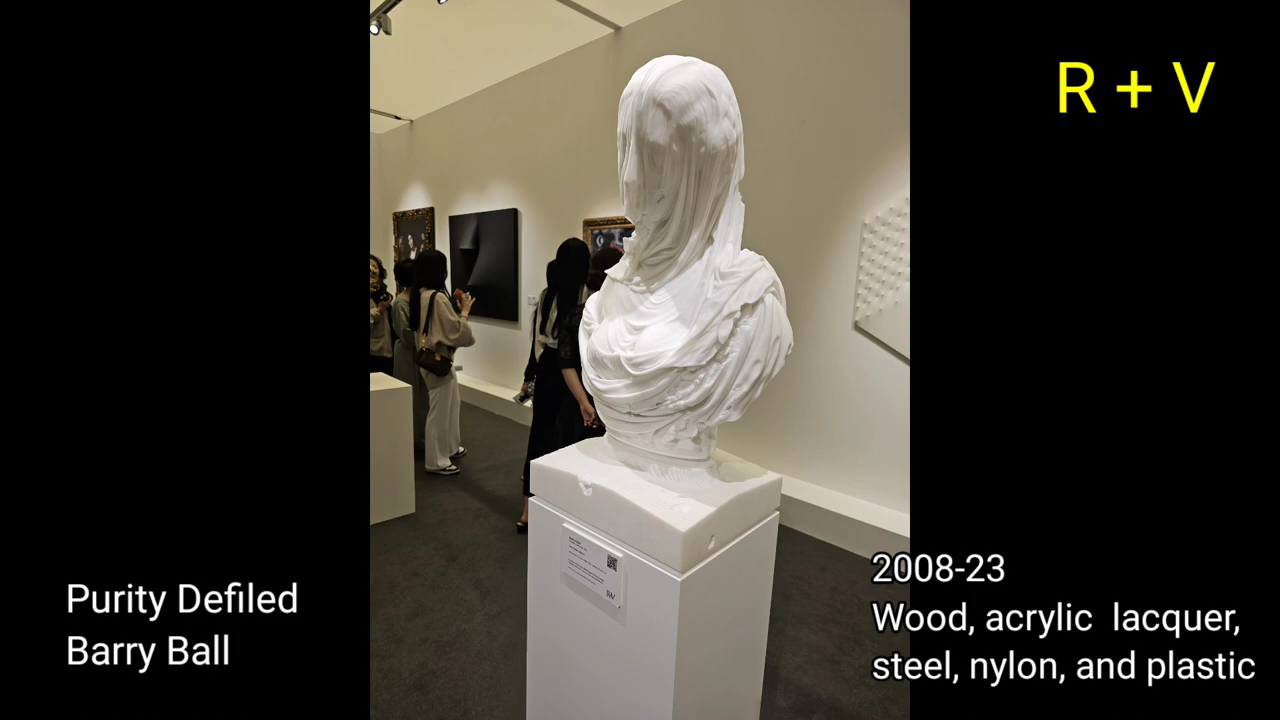 R + V
Purity Defiled
Barry Ball
2008-23
Wood, acrylic lacquer,
steel, nylon, and plastic